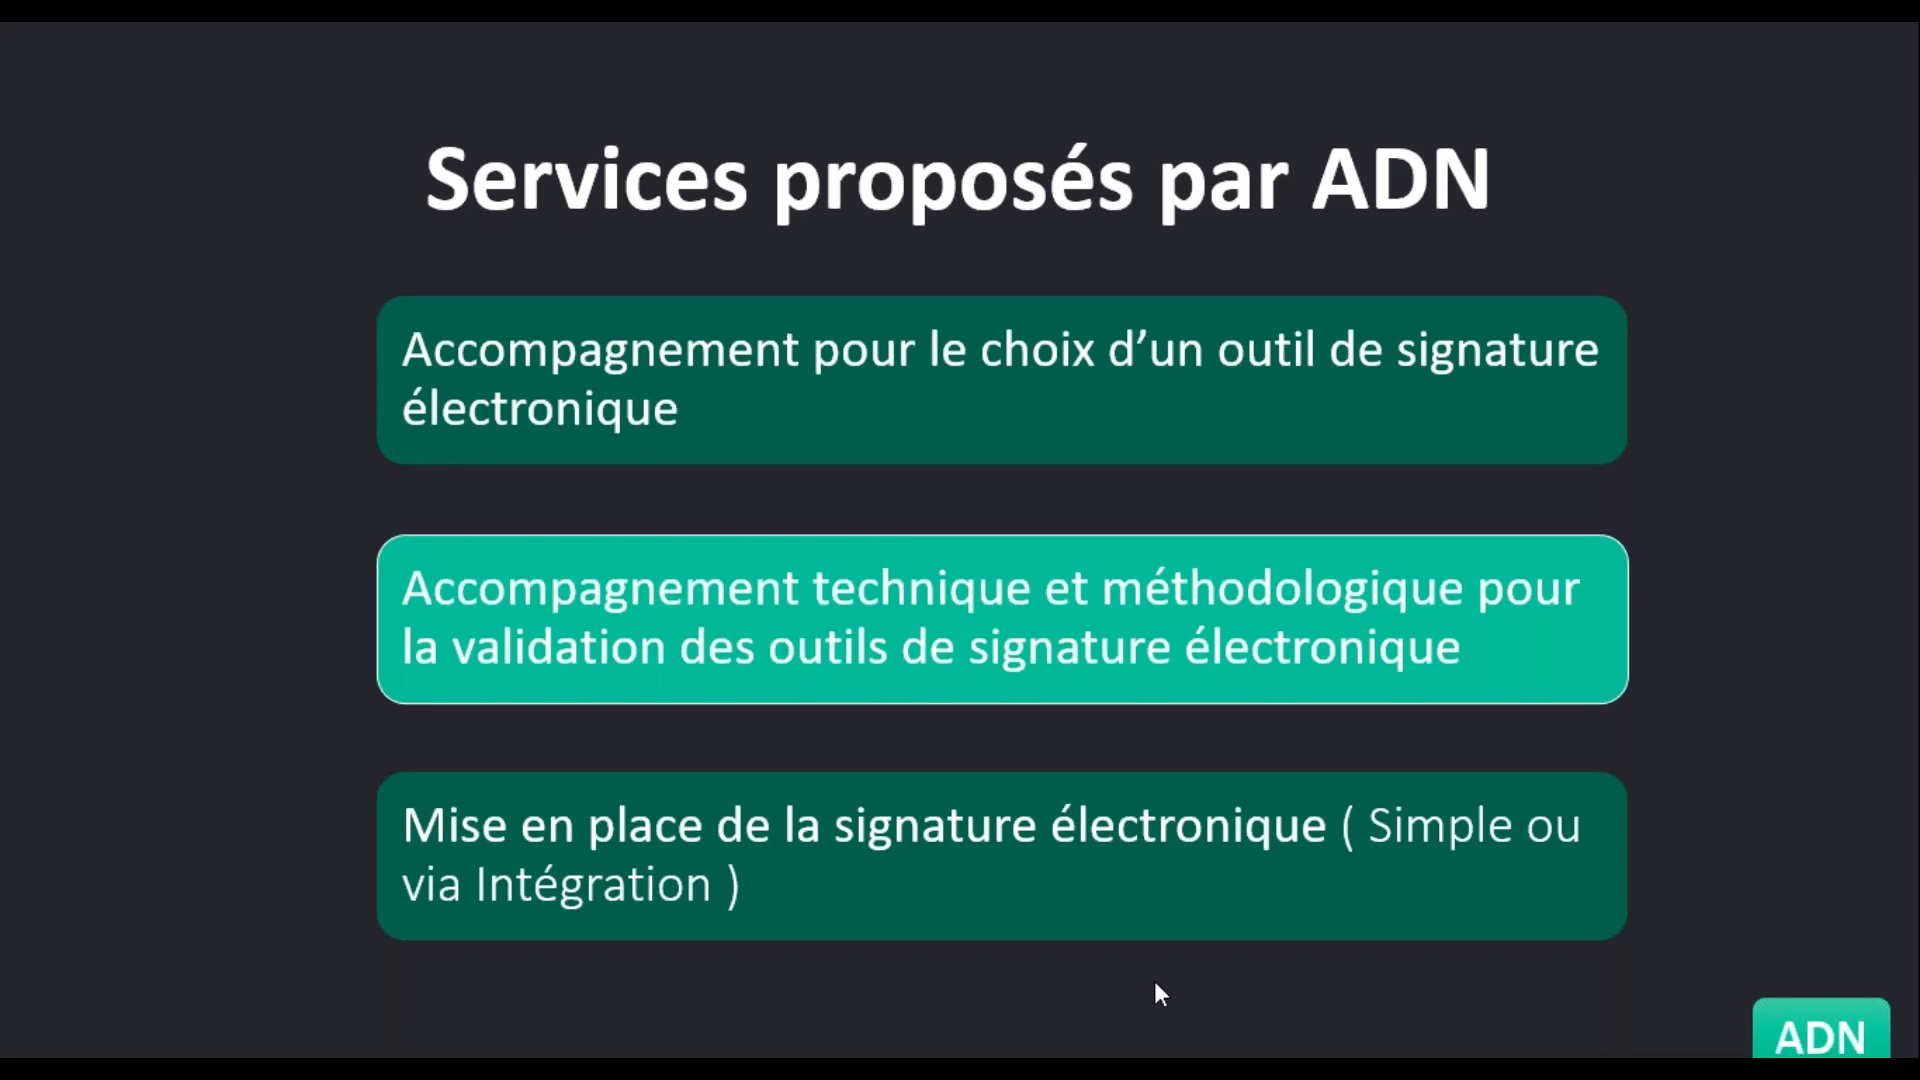 Services proposés par ADN
Accompagnement pour le choix d’un outil de signature
électronique
Accompagnement technique et méthodologique pour
la validation des outils de signature électronique
Mise en place de la signature électronique ( Simple ou
via Intégration )
ADN